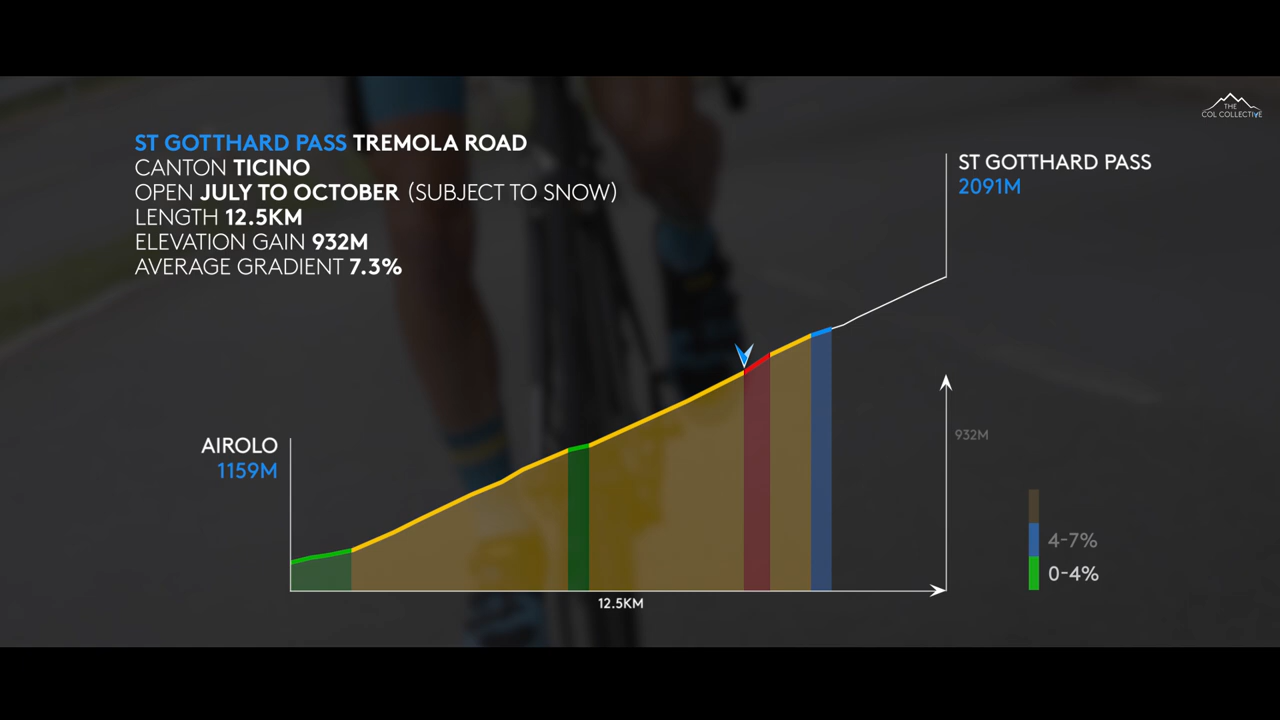 THE
COL COLLECTIVE
ST GOTTHARD PASS TREMOLA ROAD
CANTON TICINO
OPEN JULY TO OCTOBER (SUBJECT TO SNOW)
LENGTH 12.5KM
ELEVATION GAIN 932M
AVERAGE GRADIENT 7.3%
ST GOTTHARD PASS
2091M
AIROLO
1159M
932M
4-7%
0-4%
12.5KM